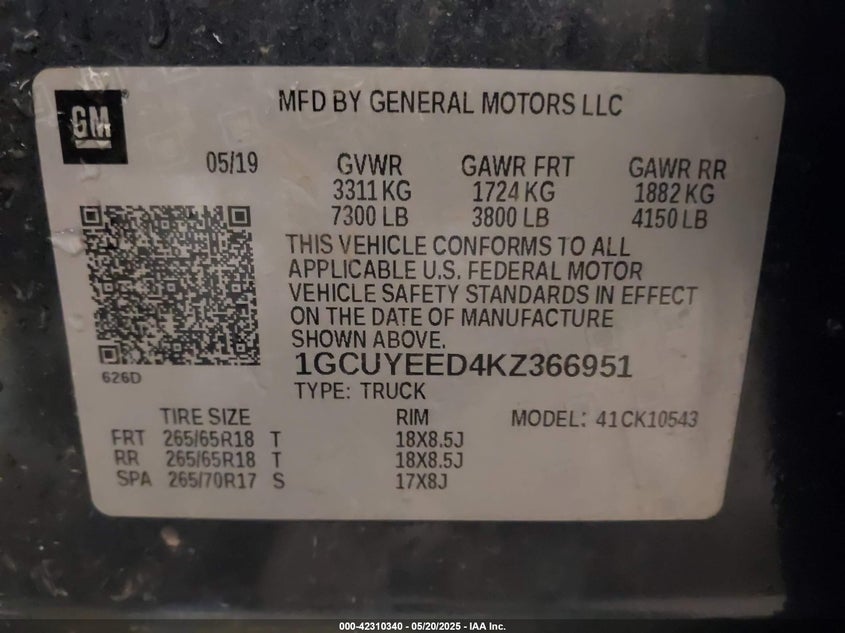 GM
MFD BY GENERAL MOTORS LLC
05/19 GVWR GAWR FRT GAWR RR
3311 KG 1724 KG 1882 KG
7300 LB 3800 LB 4150 LB
THIS VEHICLE CONFORMS TO ALL
APPLICABLE U.S. FEDERAL MOTOR
VEHICLE SAFETY STANDARDS IN EFFECT
ON THE DATE OF MANUFACTURE
SHOWN ABOVE.
1GCUYEED4KZ366951
626D
TYPE: TRUCK
TIRE SIZE RIM MODEL: 41CK10543
FRT 265/65R18 T 18X8.5J
RR 265/65R18 T 18X8.5J
SPA 265/70R17 S 17X8J
000-42310340 — 05/20/2025 — IAA Inc.